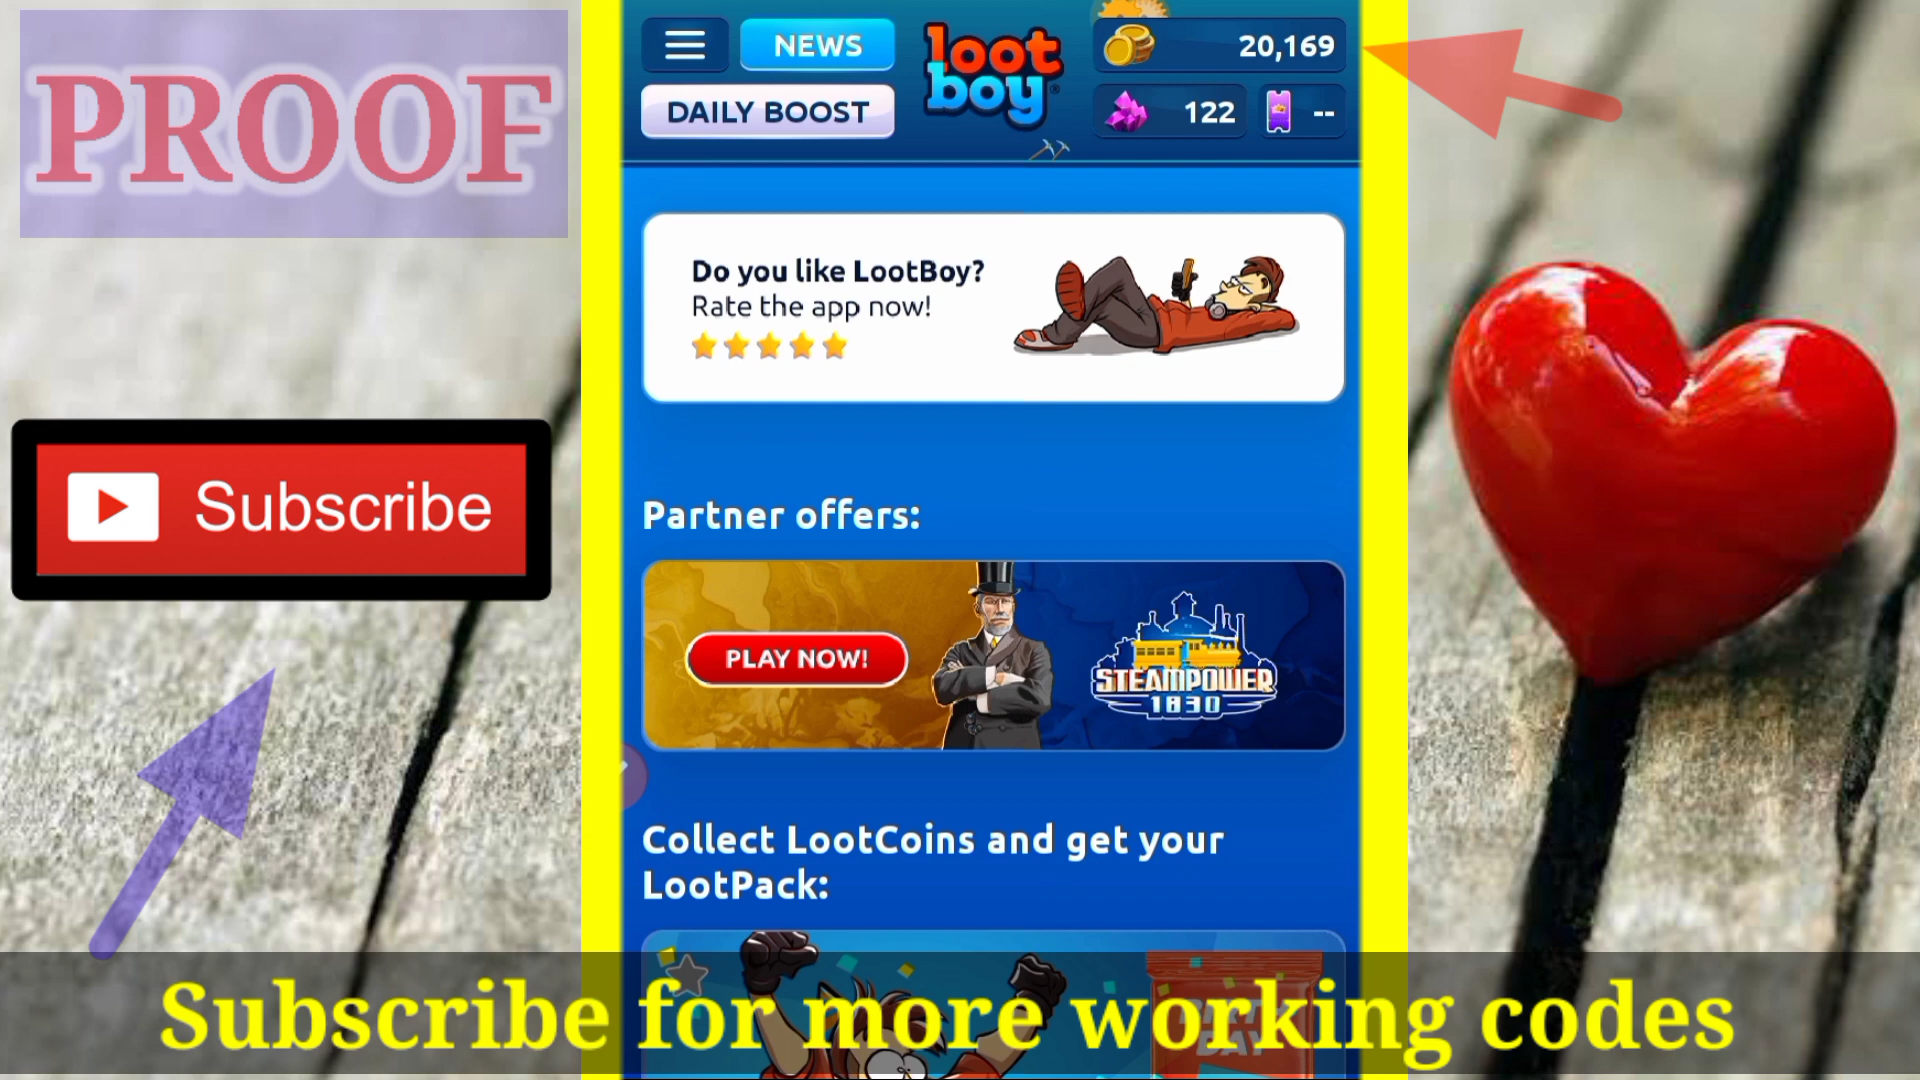 PROOF
NEWS
loot
boy
20,169
DAILY BOOST
122
--
Do you like LootBoy?
Rate the app now!
Subscribe
Partner offers:
PLAY NOW!
STEAMPOWER
1830
Collect LootCoins and get your
LootPack:
DAY
Subscribe for more working codes